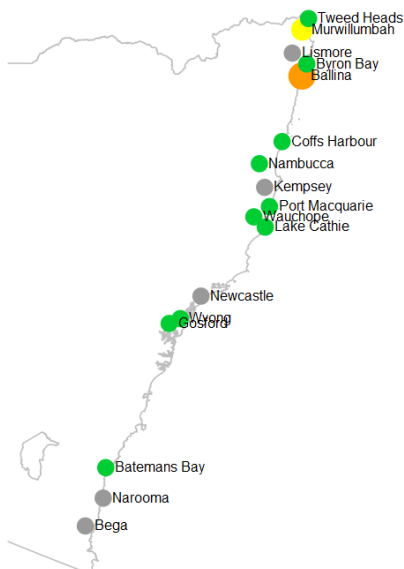 Tweed Heads
Murwillumbah
Lismore
Byron Bay
Ballina
Coffs Harbour
Nambucca
Kempsey
Port Macquarie
Wauchope
Lake Cathie
Newcastle
Wyong
Gosford
Batemans Bay
Narooma
Bega